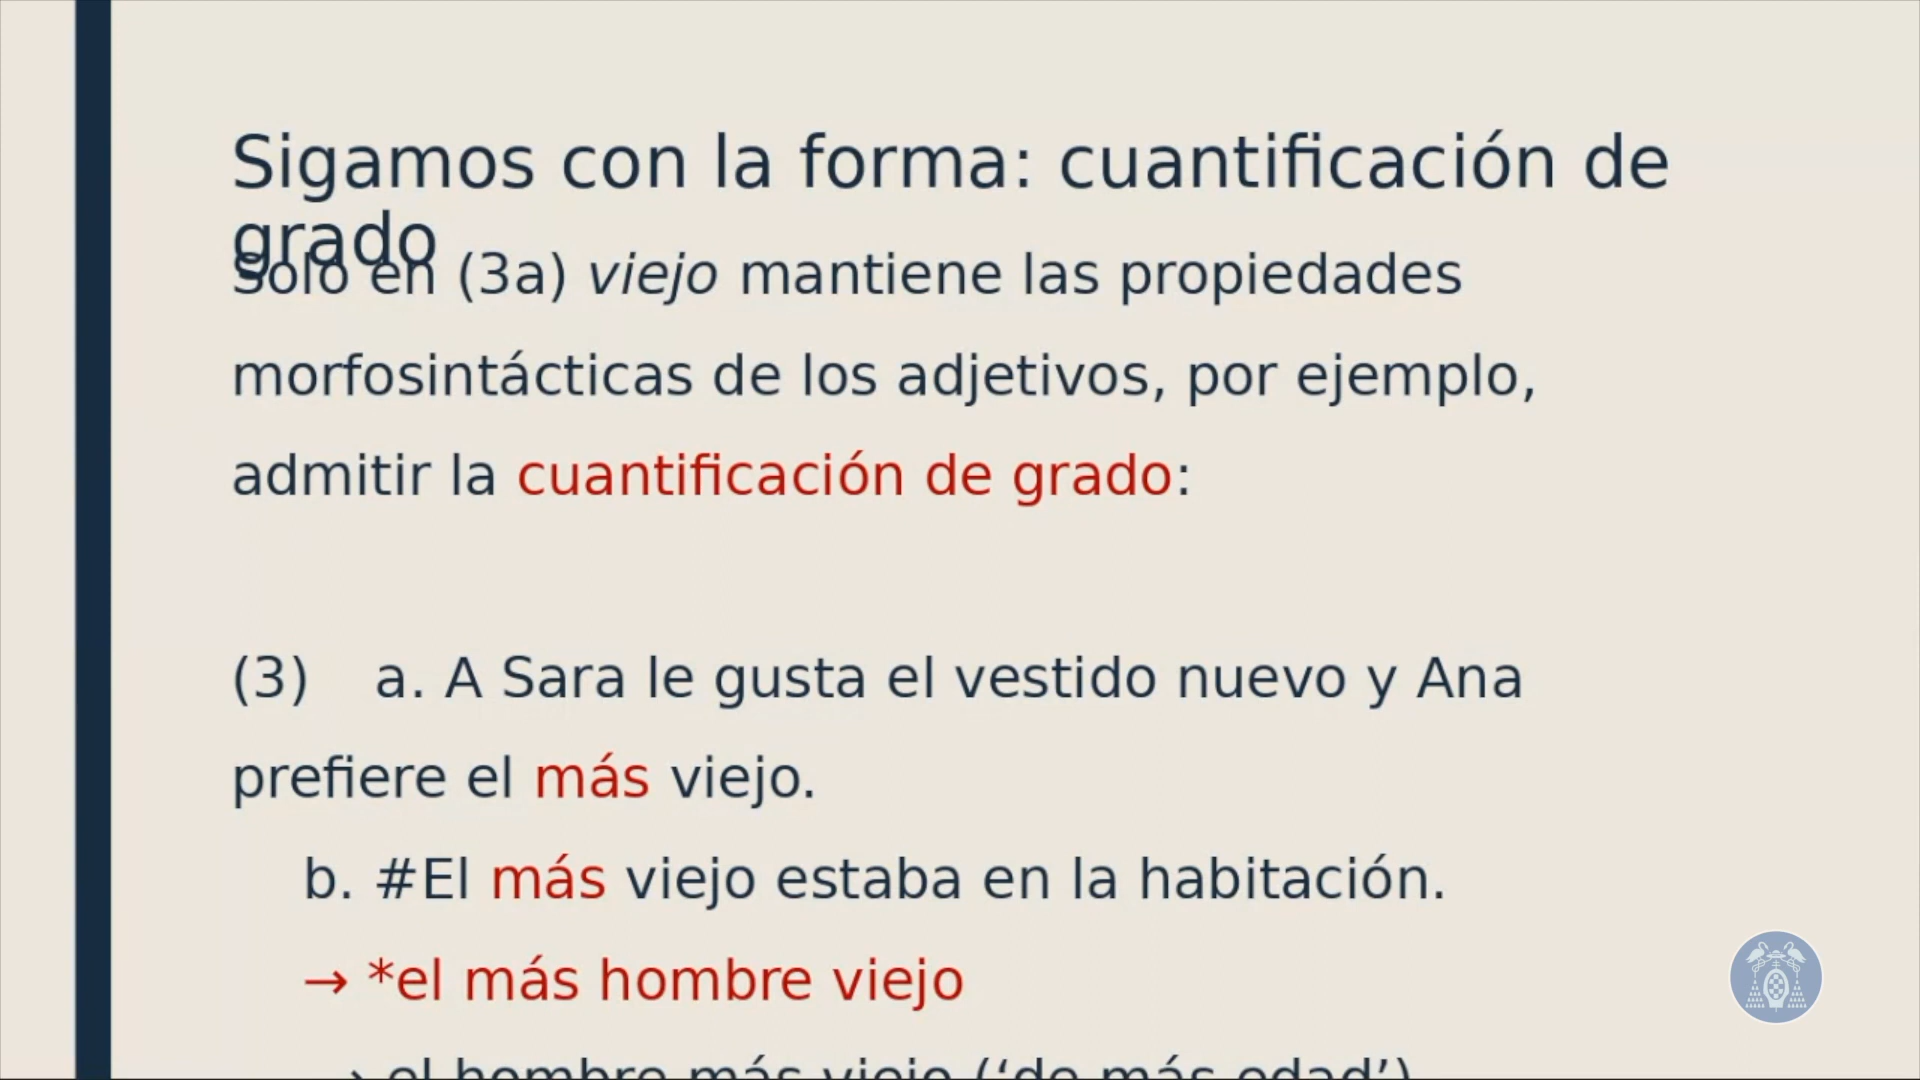 Sigamos con la forma: cuantificación de
grado
Solo en (3a) viejo mantiene las propiedades
morfosintácticas de los adjetivos, por ejemplo,
admitir la cuantificación de grado:
(3) a. A Sara le gusta el vestido nuevo y Ana
prefiere el más viejo.
b. #El más viejo estaba en la habitación.
→ *el más hombre viejo
→ el hombre más viejo (‘de más edad’)